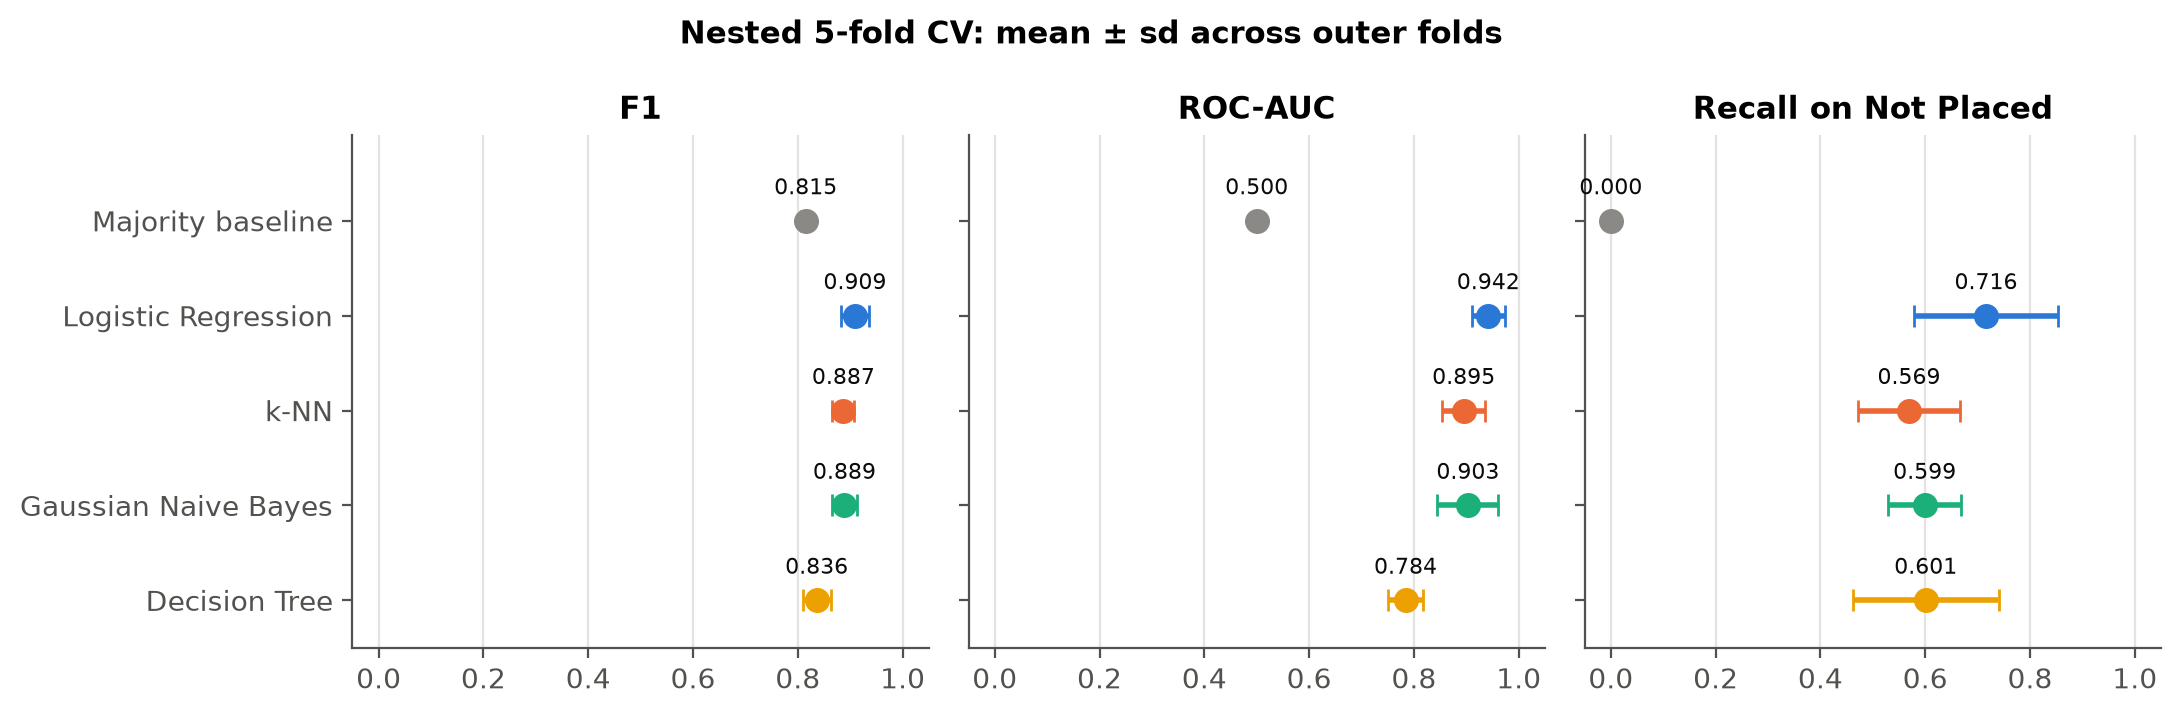 Nested 5-fold CV: mean ± sd across outer folds
F1
ROC-AUC
Recall on Not Placed
Majority baseline
0.815
0.500
0.000
Logistic Regression
0.909
0.942
0.716
k-NN
0.887
0.895
0.569
Gaussian Naive Bayes
0.889
0.903
0.599
Decision Tree
0.836
0.784
0.601
0.0 0.2 0.4 0.6 0.8 1.0
0.0 0.2 0.4 0.6 0.8 1.0
0.0 0.2 0.4 0.6 0.8 1.0